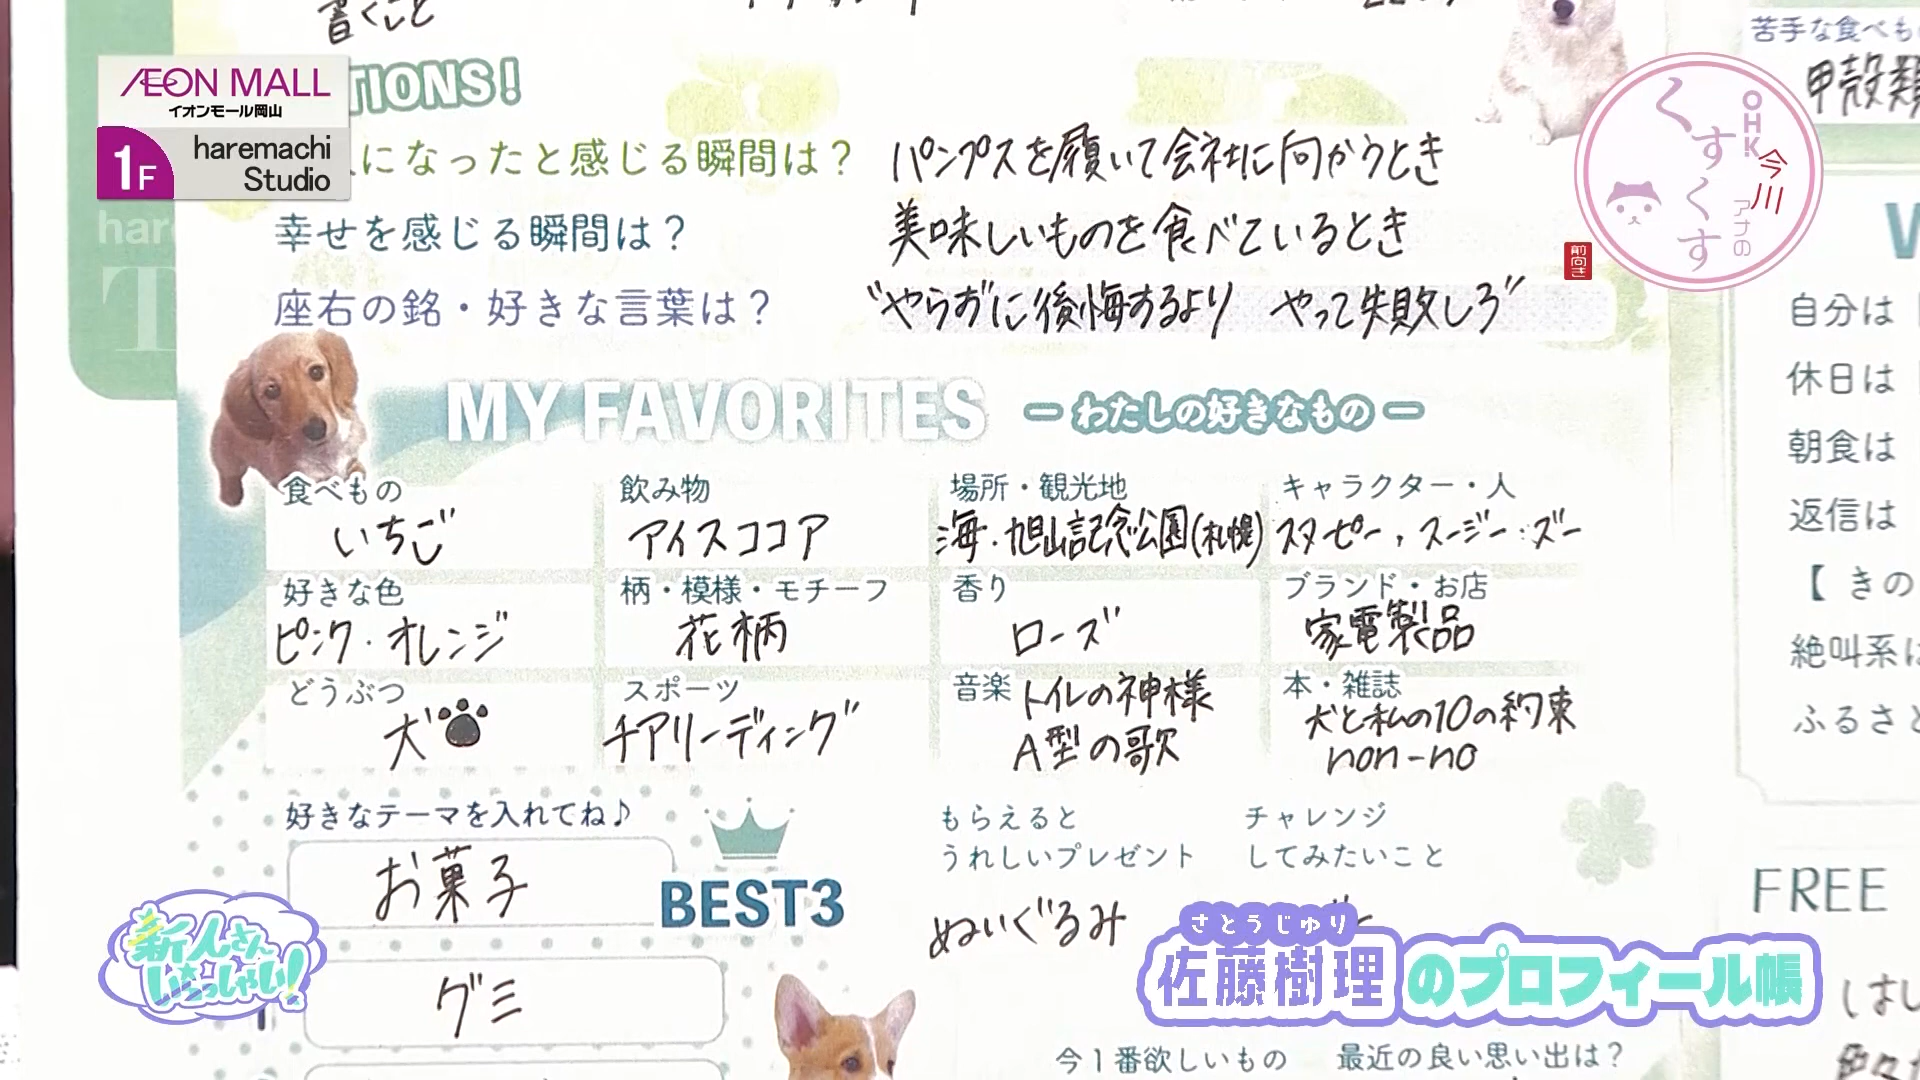 書くこと
AEON MALL
イオンモール岡山
1F
haremachi
Studio
TIONS!
になったと感じる瞬間は？ パンプスを履いて会社に向かうとき
幸せを感じる瞬間は？ 美味しいものを食べているとき
前向き
座右の銘・好きな言葉は？ "やらずに後悔するより やって失敗しろ"
OHK
今川
アナの
くすくす
MY FAVORITES ー わたしの好きなもの ー
食べもの
いちご
飲み物
アイスココア
場所・観光地
海・旭山記念公園(札幌)
キャラクター・人
スヌーピー，スージー・ズー
好きな色
ピンク・オレンジ
柄・模様・モチーフ
花柄
香り
ローズ
ブランド・お店
家電製品
どうぶつ
犬
スポーツ
チアリーディング
音楽
トイレの神様
A型の歌
本・雑誌
犬と私の10の約束
non-no
好きなテーマを入れてね♪
お菓子
グミ
BEST3
もらえると
うれしいプレゼント
ぬいぐるみ
チャレンジ
してみたいこと
今1番欲しいもの
最近の良い思い出は？
苦手な食べも
甲殻類
自分は
休日は
朝食は
返信は
【 きの
絶叫系は
ふるさと
FREE
はし
色々
新人さん
いらっしゃい！
さとうじゅり
佐藤樹理のプロフィール帳